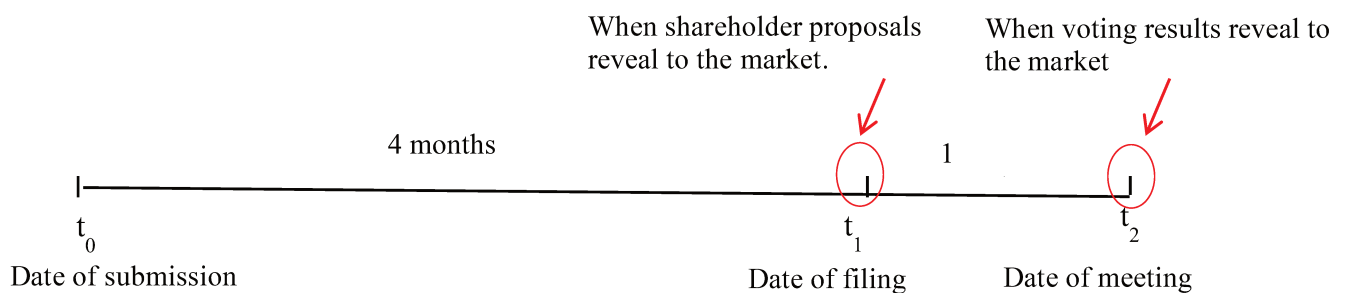 When shareholder proposals
reveal to the market.
When voting results reveal to
the market
4 months
1
t0
t1
t2
Date of submission
Date of filing
Date of meeting